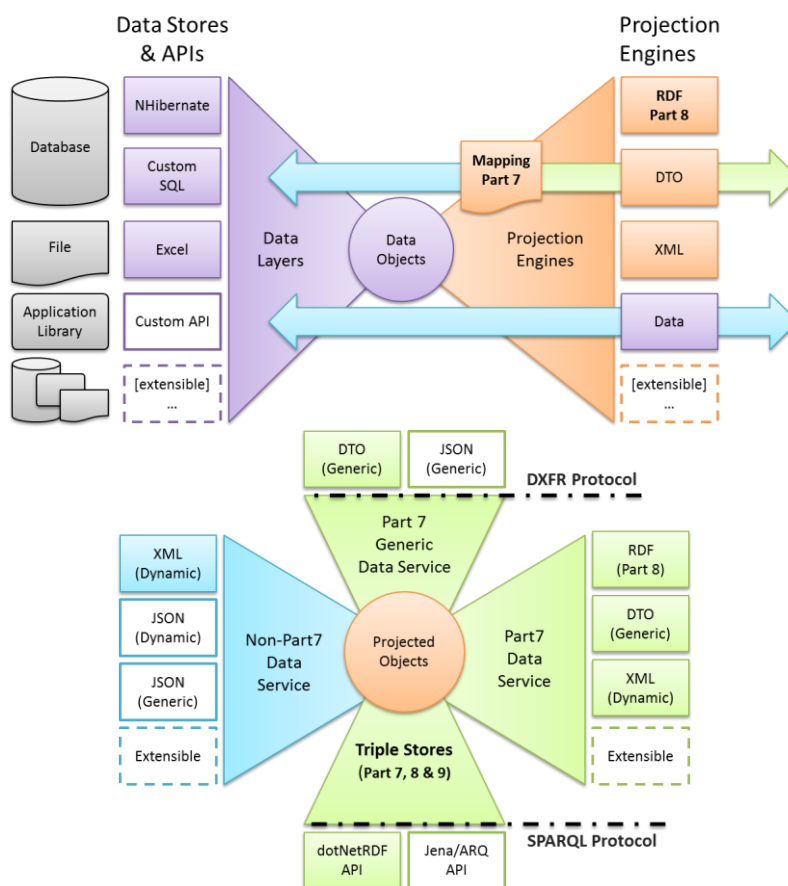 Data Stores
& APIs
Projection
Engines
Database
NHibernate
Custom
SQL
File
Excel
Application
Library
Custom API
[extensible]
...
Data
Layers
Data
Objects
Mapping
Part 7
Projection
Engines
RDF
Part 8
DTO
XML
Data
[extensible]
...
DTO
(Generic)
JSON
(Generic)
DXFR Protocol
Part 7
Generic
Data Service
XML
(Dynamic)
JSON
(Dynamic)
JSON
(Generic)
Extensible
Non-Part7
Data
Service
Projected
Objects
Part7
Data
Service
RDF
(Part 8)
DTO
(Generic)
XML
(Dynamic)
Extensible
Triple Stores
(Part 7, 8 & 9)
SPARQL Protocol
dotNetRDF
API
Jena/ARQ
API